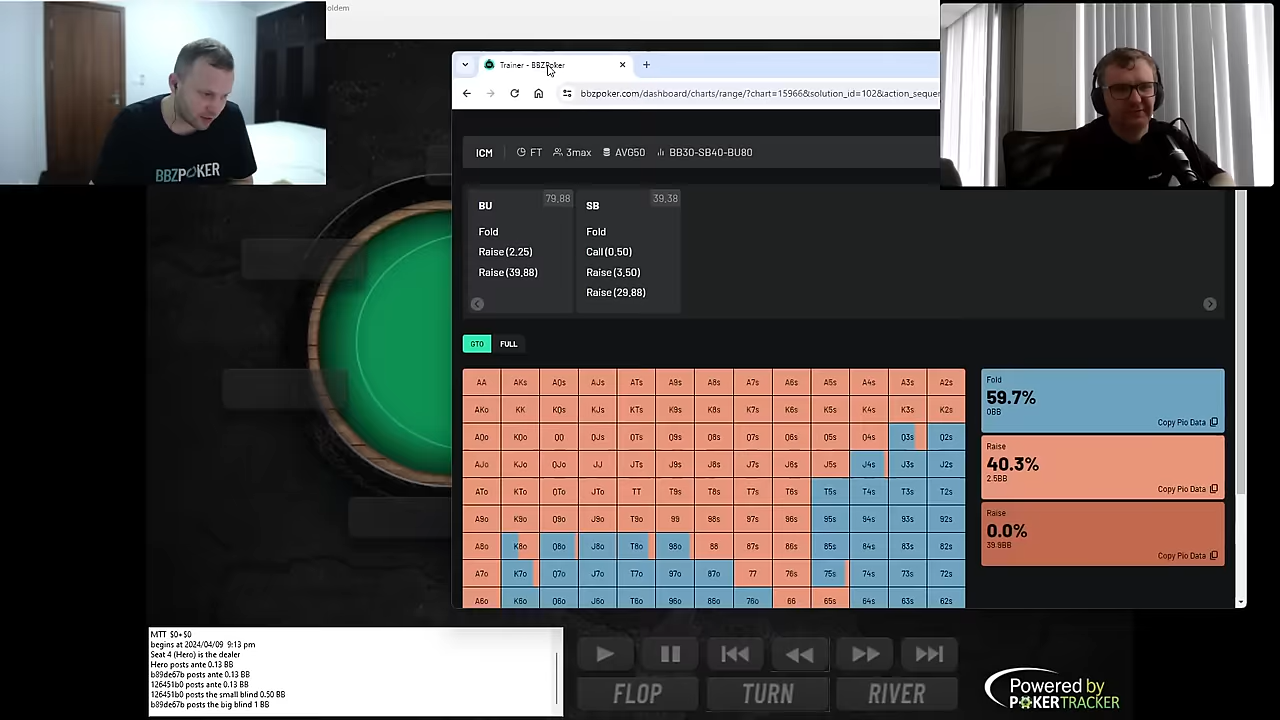 oldem
Trainer - BBZPoker
bbzpoker.com/dashboard/charts/range/?chart=15966&solution_id=102&action_sequen
BBZPOKER
ICM FT 3max AVG50 BB30-SB40-BU80
BU 79,88
Fold
Raise (2,25)
Raise (39,88)
SB 39,38
Fold
Call (0,50)
Raise (3,50)
Raise (29,88)
GTO FULL
AA AKs AQs AJs ATs A9s A8s A7s A6s A5s A4s A3s A2s
AKo KK KQs KJs KTs K9s K8s K7s K6s K5s K4s K3s K2s
AQo KQo QQ QJs QTs Q9s Q8s Q7s Q6s Q5s Q4s Q3s Q2s
AJo KJo QJo JJ JTs J9s J8s J7s J6s J5s J4s J3s J2s
ATo KTo QTo JTo TT T9s T8s T7s T6s T5s T4s T3s T2s
A9o K9o Q9o J9o T9o 99 98s 97s 96s 95s 94s 93s 92s
A8o K8o Q8o J8o T8o 98o 88 87s 86s 85s 84s 83s 82s
A7o K7o Q7o J7o T7o 97o 87o 77 76s 75s 74s 73s 72s
A6o K6o Q6o J6o T6o 96o 86o 76o 66 65s 64s 63s 62s
Fold
59.7%
0BB
Copy Pio Data
Raise
40.3%
2.5BB
Copy Pio Data
Raise
0.0%
39.9BB
Copy Pio Data
MTT $0+$0
begins at 2024/04/09 9:13 pm
Seat 4 (Hero) is the dealer
Hero posts ante 0.13 BB
b89de67b posts ante 0.13 BB
126451b0 posts ante 0.13 BB
126451b0 posts the small blind 0.50 BB
b89de67b posts the big blind 1 BB
FLOP TURN RIVER
Powered by
POKERTRACKER